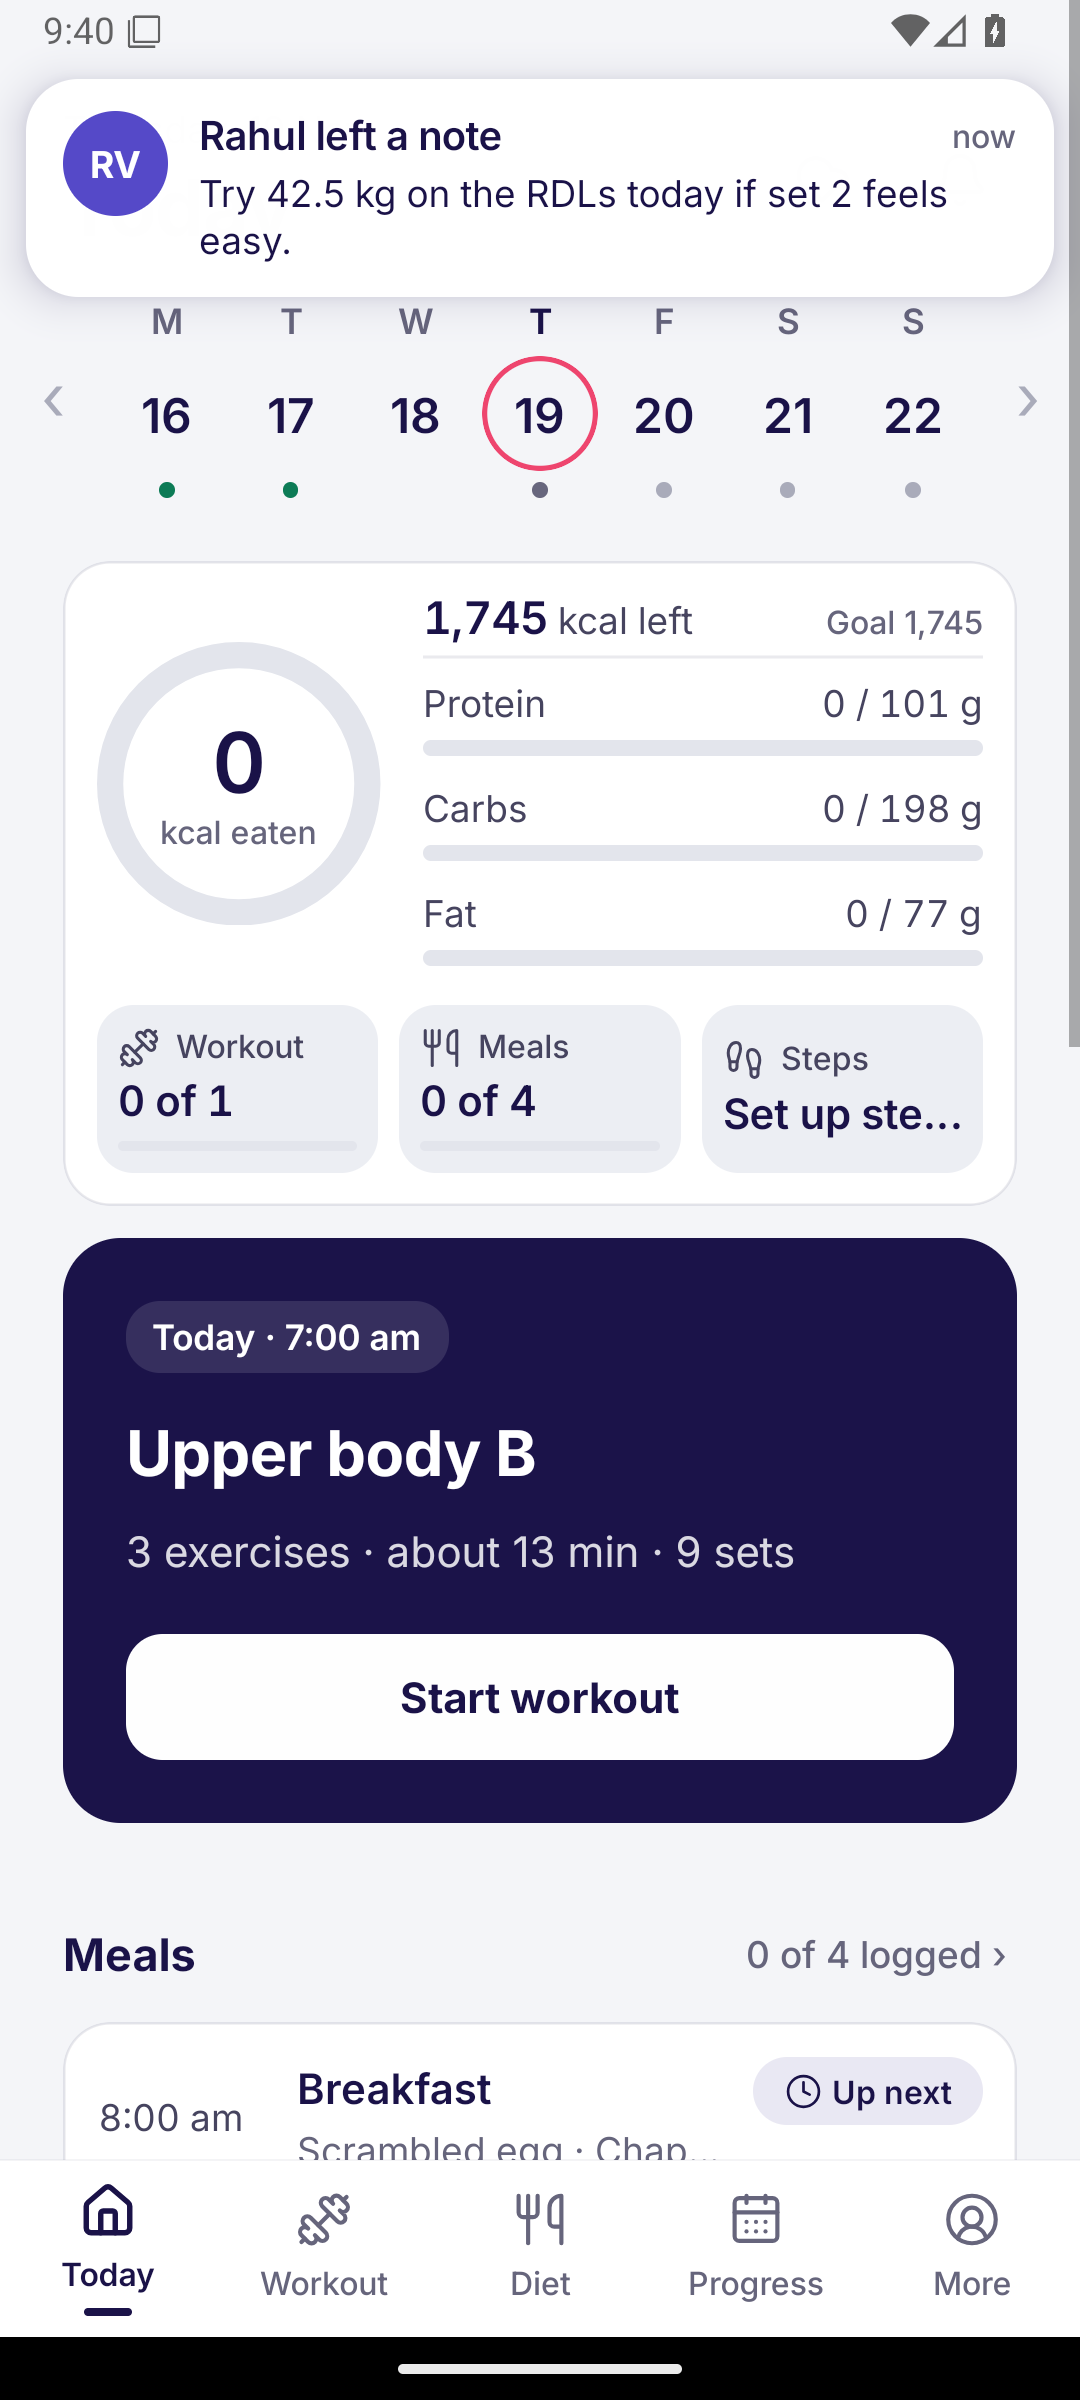 9:40
RV
Rahul left a note
now
Try 42.5 kg on the RDLs today if set 2 feels
easy.
M T W T F S S
‹ 16 17 18 19 20 21 22 ›
1,745 kcal left
Goal 1,745
0
kcal eaten
Protein
0 / 101 g
Carbs
0 / 198 g
Fat
0 / 77 g
Workout
0 of 1
Meals
0 of 4
Steps
Set up ste...
Today · 7:00 am
Upper body B
3 exercises · about 13 min · 9 sets
Start workout
Meals
0 of 4 logged ›
8:00 am
Breakfast
Up next
Scrambled egg · Chap...
Today
Workout
Diet
Progress
More